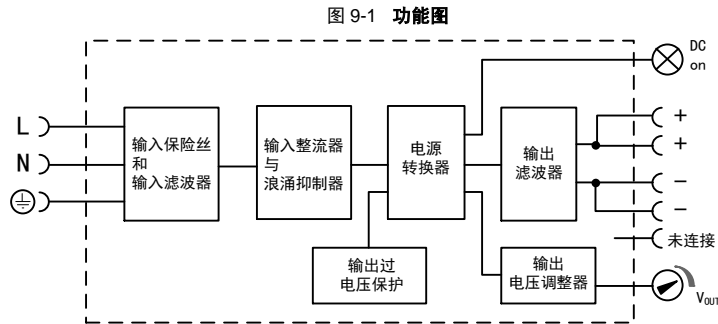 图 9-1 功能图
DC
on
L
N
输入保险丝
和
输入滤波器
输入整流器
与
浪涌抑制器
电源
转换器
输出
滤波器
+
+
−
−
未连接
输出过
电压保护
输出
电压调整器
VOUT